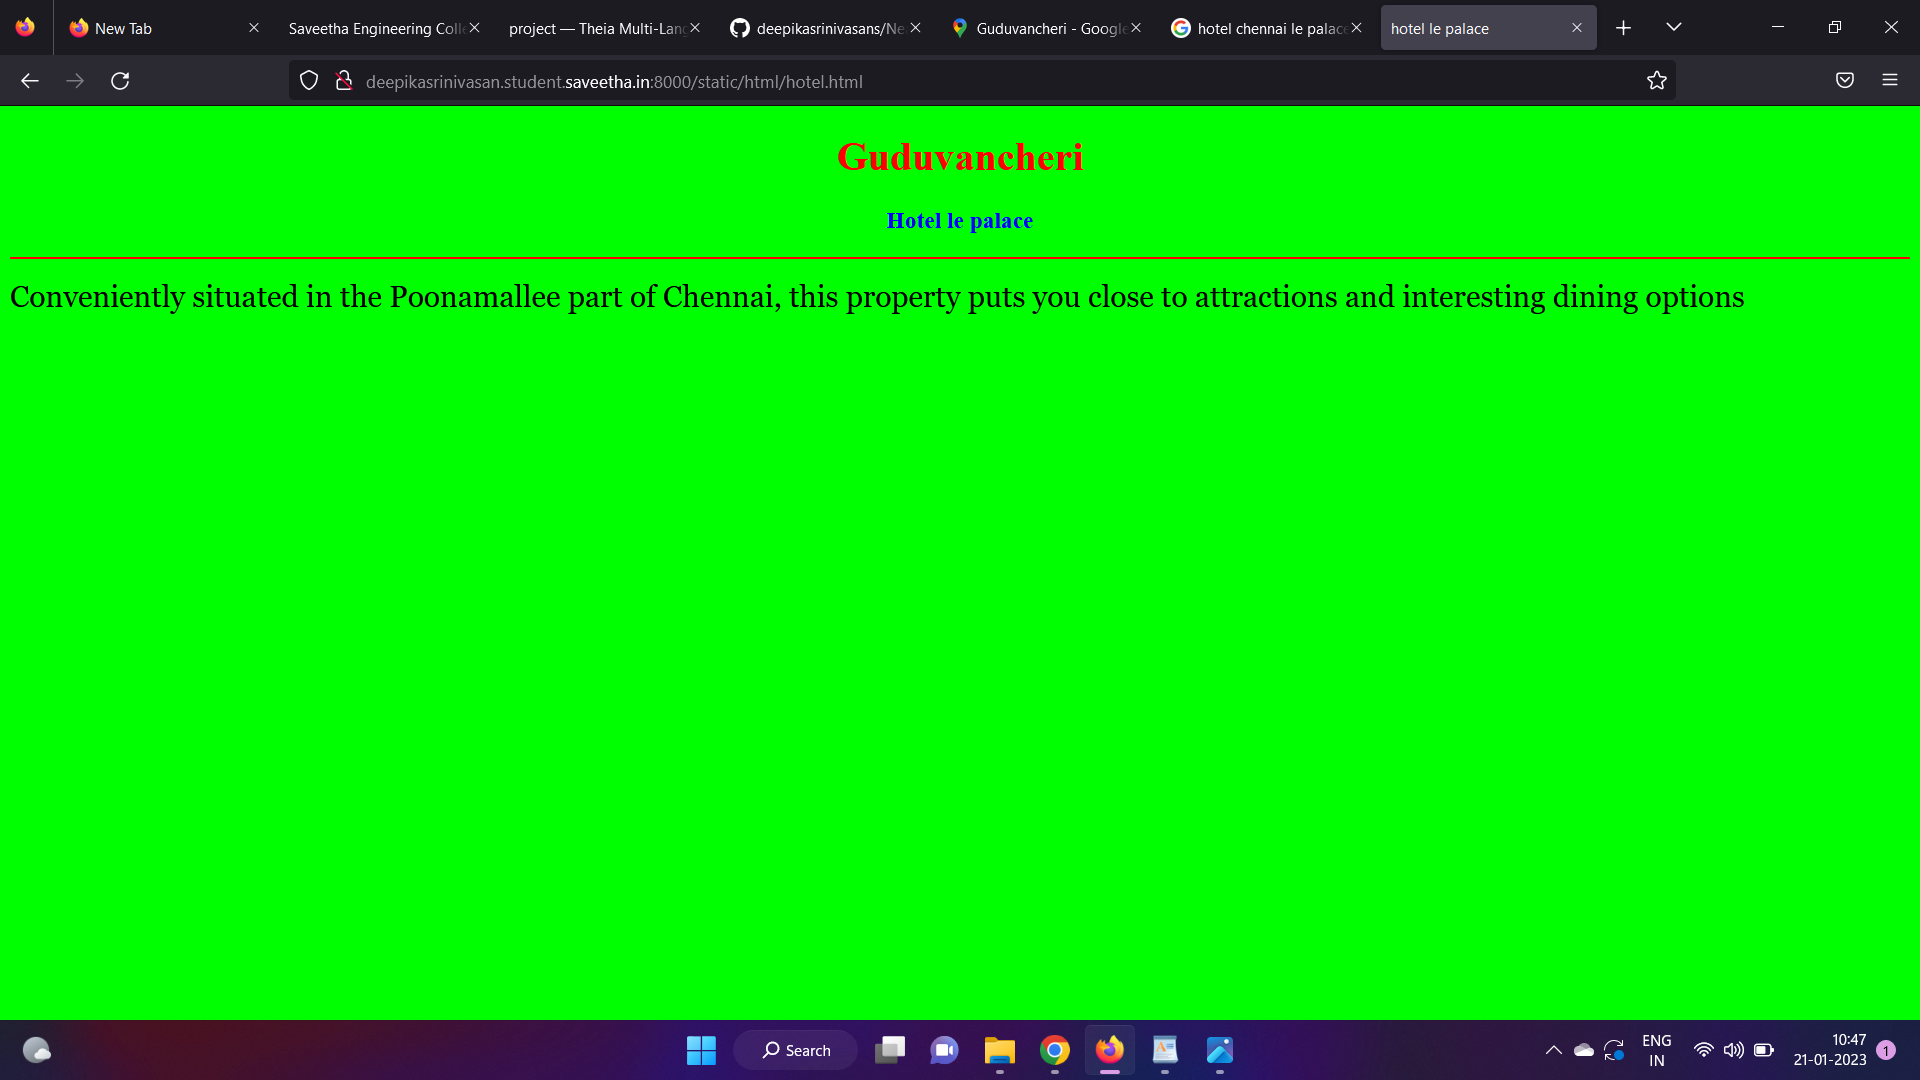 New Tab
Saveetha Engineering Coll
project — Theia Multi-Lang
deepikasrinivasans/Ne
Guduvancheri - Google
hotel chennai le palace
hotel le palace
deepikasrinivasan.student.saveetha.in:8000/static/html/hotel.html
Guduvancheri
Hotel le palace
Conveniently situated in the Poonamallee part of Chennai, this property puts you close to attractions and interesting dining options
Search
ENG
IN
10:47
21-01-2023
1